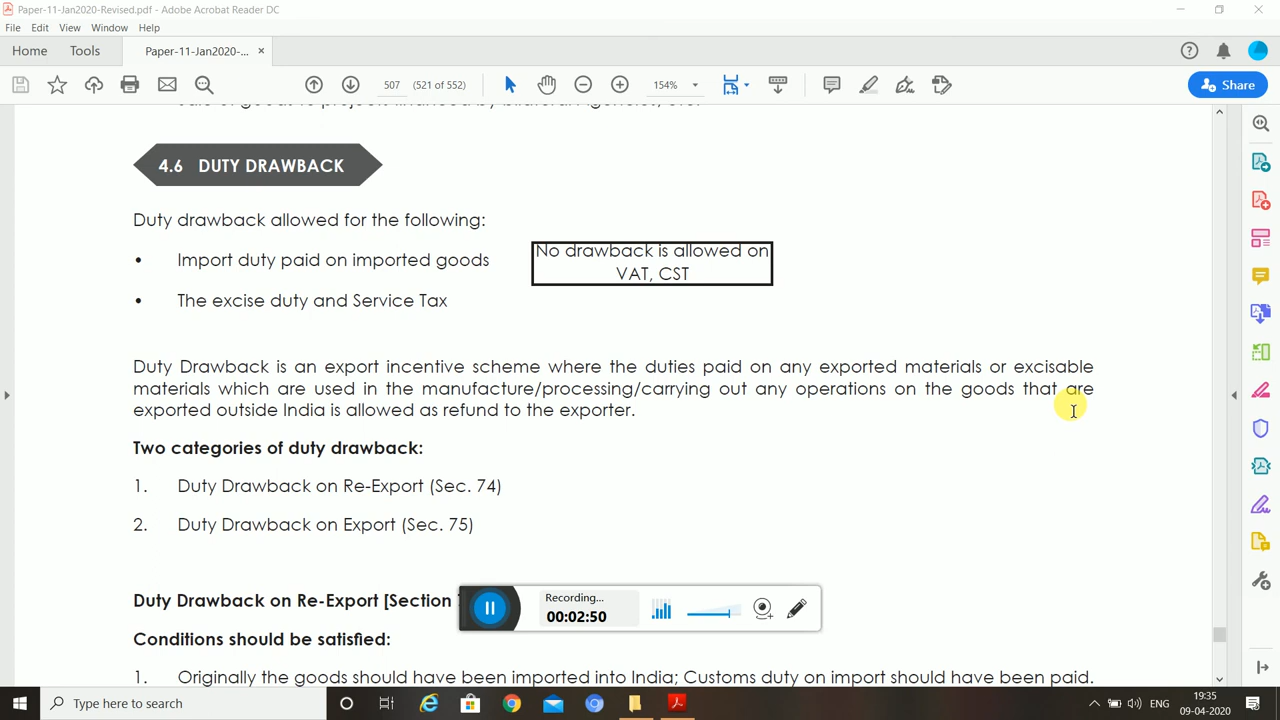 Paper-11-Jan2020-Revised.pdf - Adobe Acrobat Reader DC
File Edit View Window Help
Home Tools Paper-11-Jan2020-... ×
507 (521 of 552) 154% Share
4.6 DUTY DRAWBACK
Duty drawback allowed for the following:
• Import duty paid on imported goods
No drawback is allowed on
VAT, CST
• The excise duty and Service Tax
Duty Drawback is an export incentive scheme where the duties paid on any exported materials or excisable
materials which are used in the manufacture/processing/carrying out any operations on the goods that are
exported outside India is allowed as refund to the exporter.
Two categories of duty drawback:
1. Duty Drawback on Re-Export (Sec. 74)
2. Duty Drawback on Export (Sec. 75)
Duty Drawback on Re-Export [Section
Recording...
00:02:50
Conditions should be satisfied:
1. Originally the goods should have been imported into India; Customs duty on import should have been paid.
Type here to search
ENG
19:35
09-04-2020